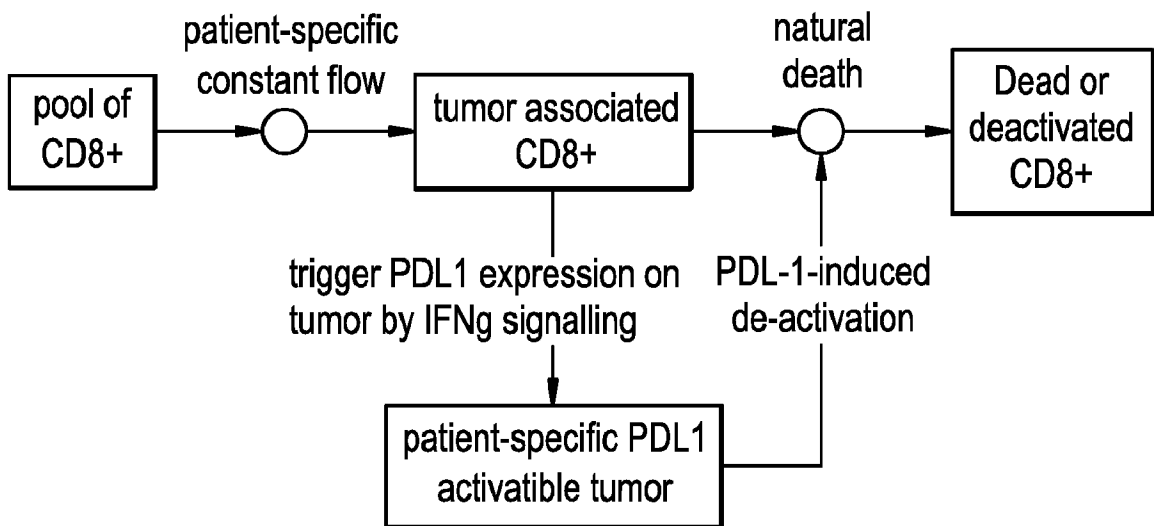 pool of
CD8+
patient-specific
constant flow
tumor associated
CD8+
natural
death
Dead or
deactivated
CD8+
trigger PDL1 expression on
tumor by IFNg signalling
PDL-1-induced
de-activation
patient-specific PDL1
activatible tumor